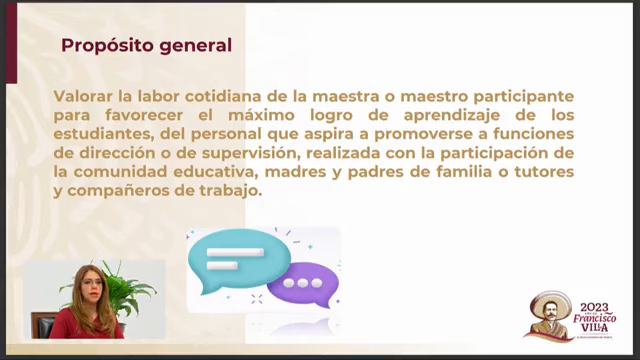 Propósito general
Valorar la labor cotidiana de la maestra o maestro participante
para favorecer el máximo logro de aprendizaje de los
estudiantes, del personal que aspira a promoverse a funciones
de dirección o de supervisión, realizada con la participación de
la comunidad educativa, madres y padres de familia o tutores
y compañeros de trabajo.
2023
Francisco
VILLA